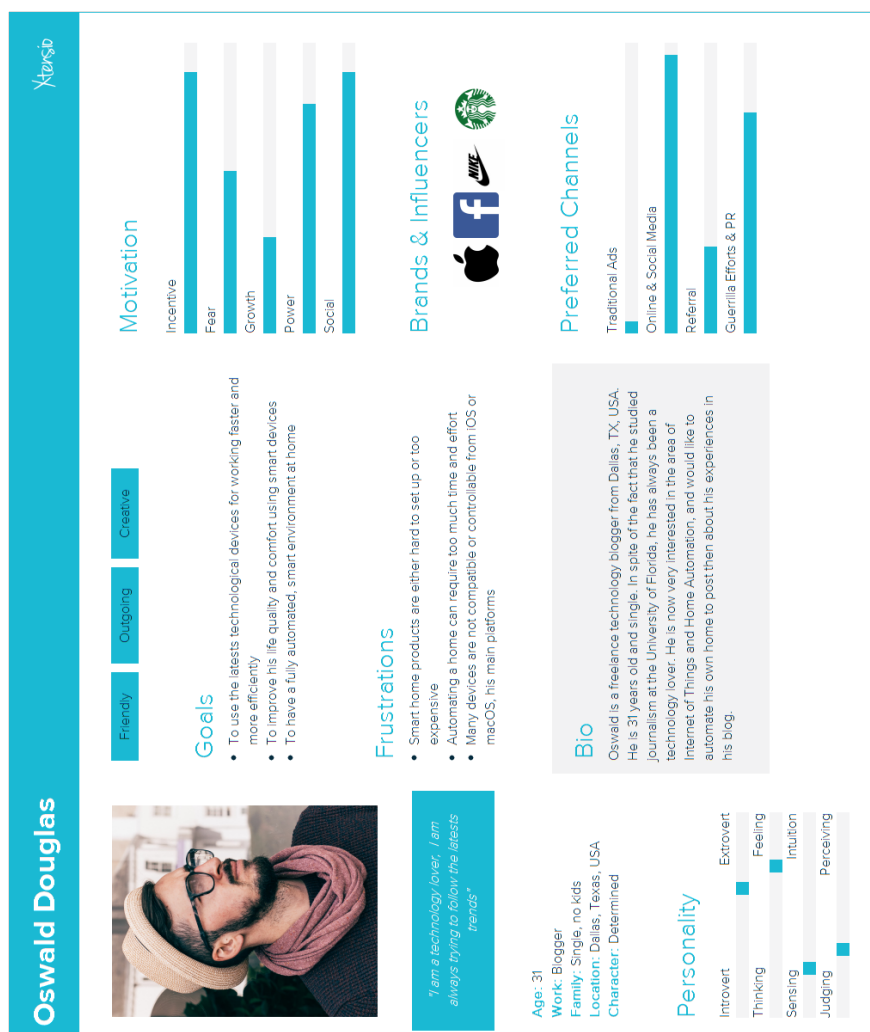 Oswald Douglas
Xtensio
"I am a technology lover, I am
always trying to follow the latests
trends"
Age: 31
Work: Blogger
Family: Single, no kids
Location: Dallas, Texas, USA
Character: Determined
Personality
Introvert Extrovert
Thinking Feeling
Sensing Intuition
Judging Perceiving
Friendly Outgoing Creative
Goals
• To use the latests technological devices for working faster and
more efficiently
• To improve his life quality and comfort using smart devices
• To have a fully automated, smart environment at home
Frustrations
• Smart home products are either hard to set up or too
expensive
• Automating a home can require too much time and effort
• Many devices are not compatible or controllable from iOS or
macOS, his main platforms
Bio
Oswald is a freelance technology blogger from Dallas, TX, USA.
He is 31 years old and single. In spite of the fact that he studied
journalism at the University of Florida, he has always been a
technology lover. He is now very interested in the area of
Internet of Things and Home Automation, and would like to
automate his own home to post then about his experiences in
his blog.
Motivation
Incentive
Fear
Growth
Power
Social
Brands & Influencers
f
NIKE
Preferred Channels
Traditional Ads
Online & Social Media
Referral
Guerrilla Efforts & PR